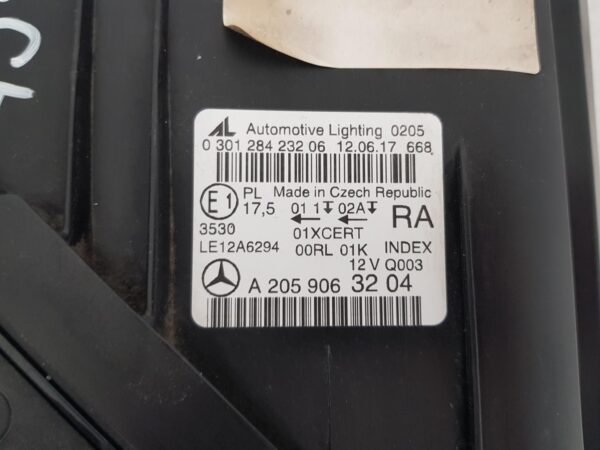 AL Automotive Lighting 0205
0 301 284 232 06 12.06.17 668
E1 PL Made in Czech Republic
17,5 01 1 02A RA
3530 01XCERT
LE12A6294 00RL 01K INDEX
12 V Q003
A 205 906 32 04